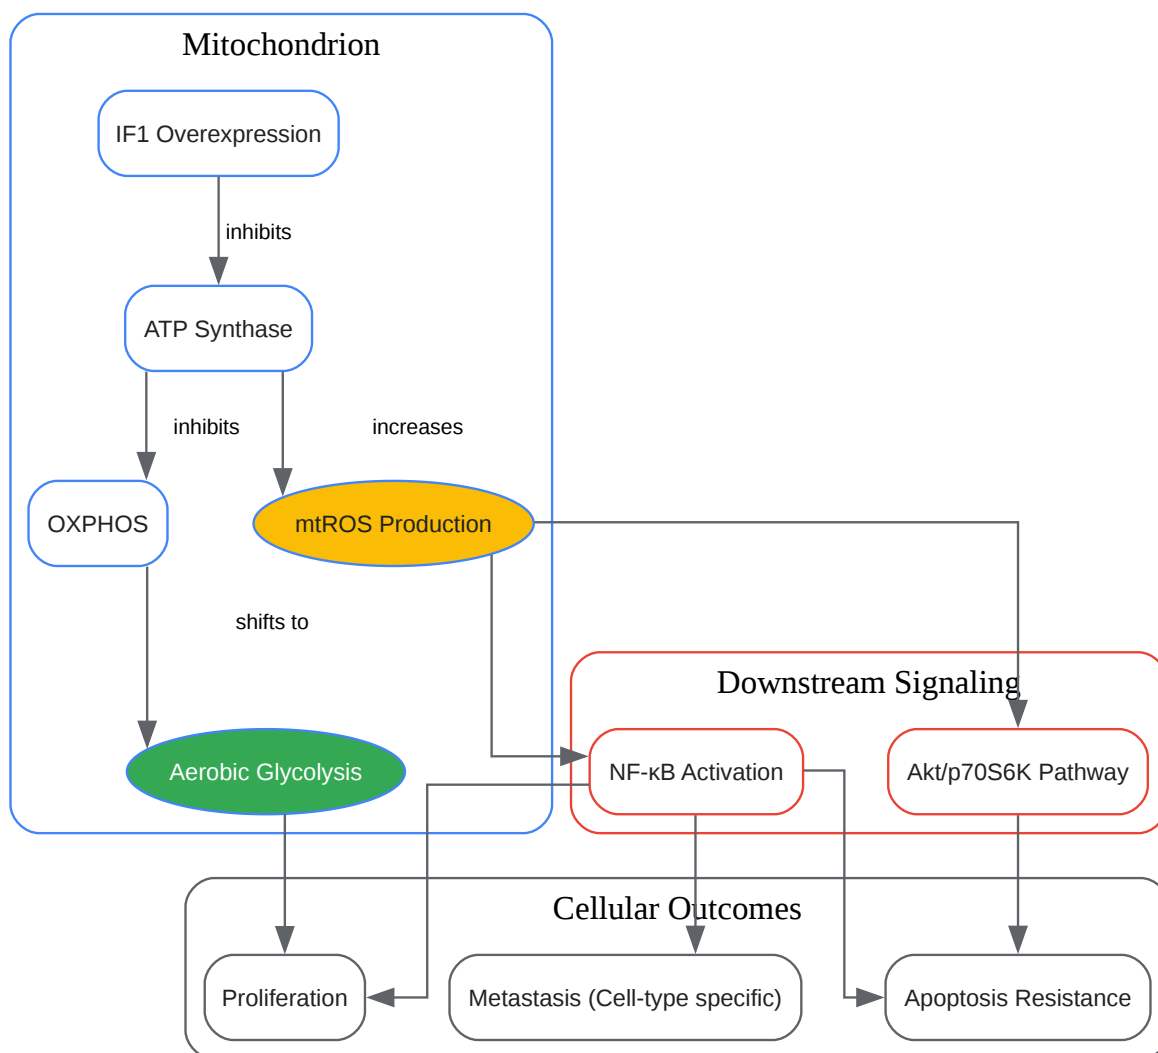 Mitochondrion
IF1 Overexpression
inhibits
ATP Synthase
inhibits
increases
OXPHOS
mtROS Production
shifts to
Downstream Signaling
Aerobic Glycolysis
NF-κB Activation
Akt/p70S6K Pathway
Cellular Outcomes
Proliferation
Metastasis (Cell-type specific)
Apoptosis Resistance